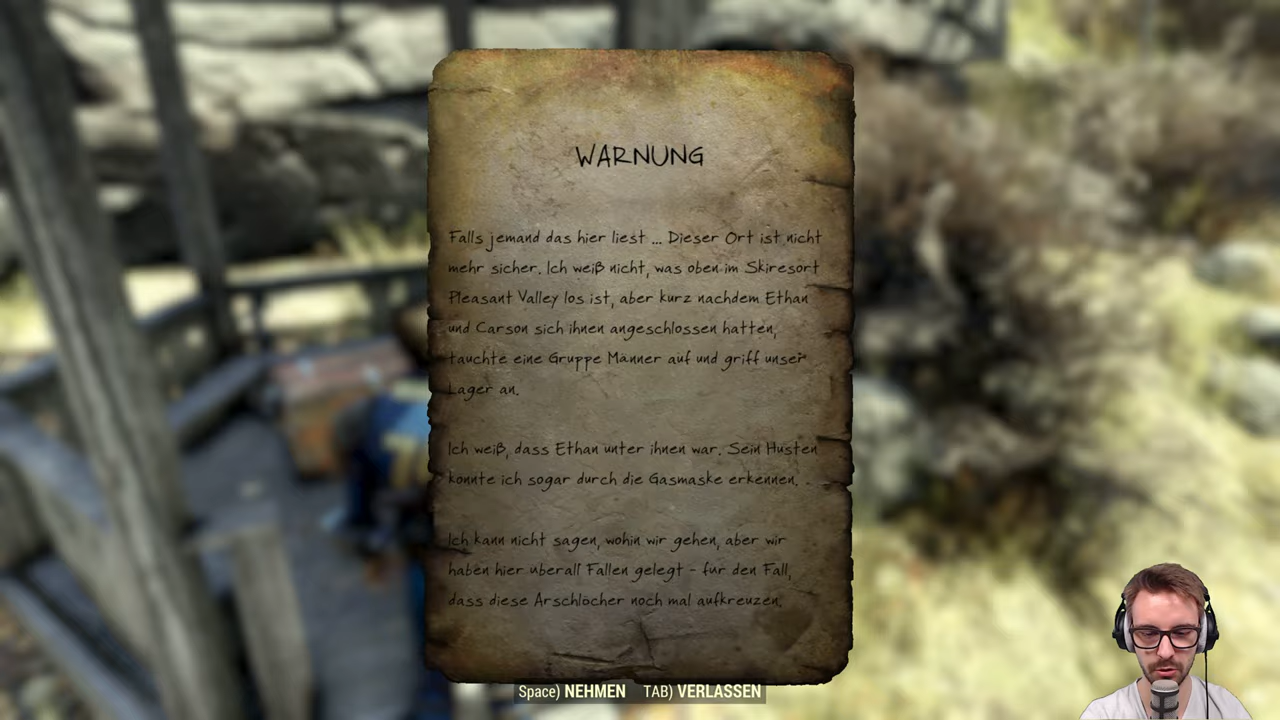 WARNUNG
Falls jemand das hier liest ... Dieser Ort ist nicht
mehr sicher. Ich weiß nicht, was oben im Skiresort
Pleasant Valley los ist, aber kurz nachdem Ethan
und Carson sich ihnen angeschlossen hatten,
tauchte eine Gruppe Männer auf und griff unser
Lager an.
Ich weiß, dass Ethan unter ihnen war. Sein Husten
konnte ich sogar durch die Gasmaske erkennen.
Ich kann nicht sagen, wohin wir gehen, aber wir
haben hier überall Fallen gelegt - für den Fall,
dass diese Arschlöcher noch mal aufkreuzen.
Space) NEHMEN TAB) VERLASSEN